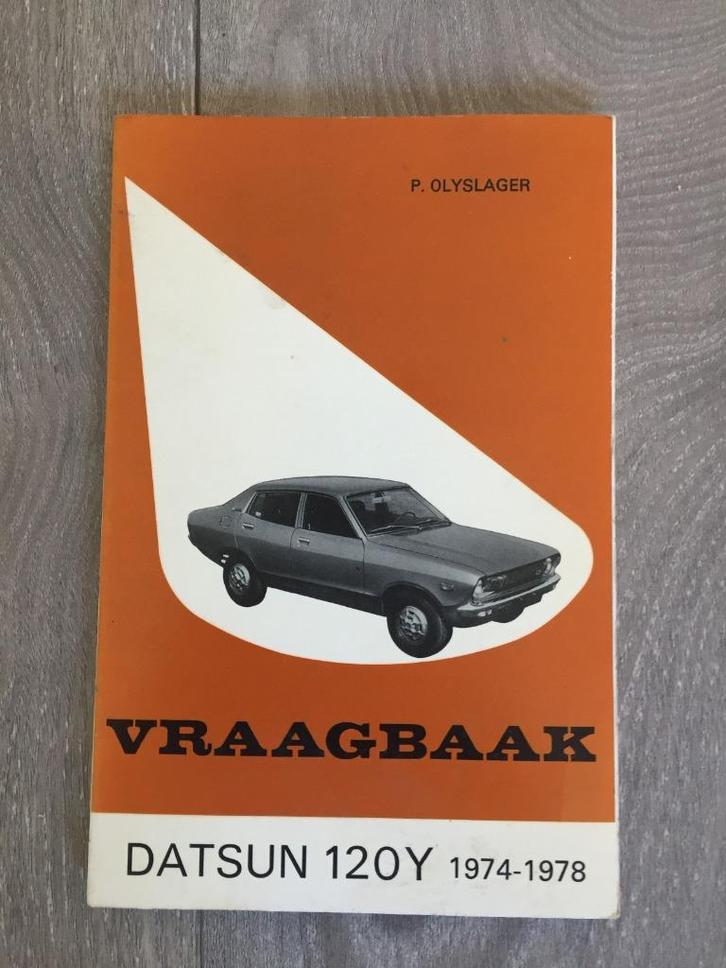 P. OLYSLAGER
VRAAGBAAK
DATSUN 120Y 1974-1978